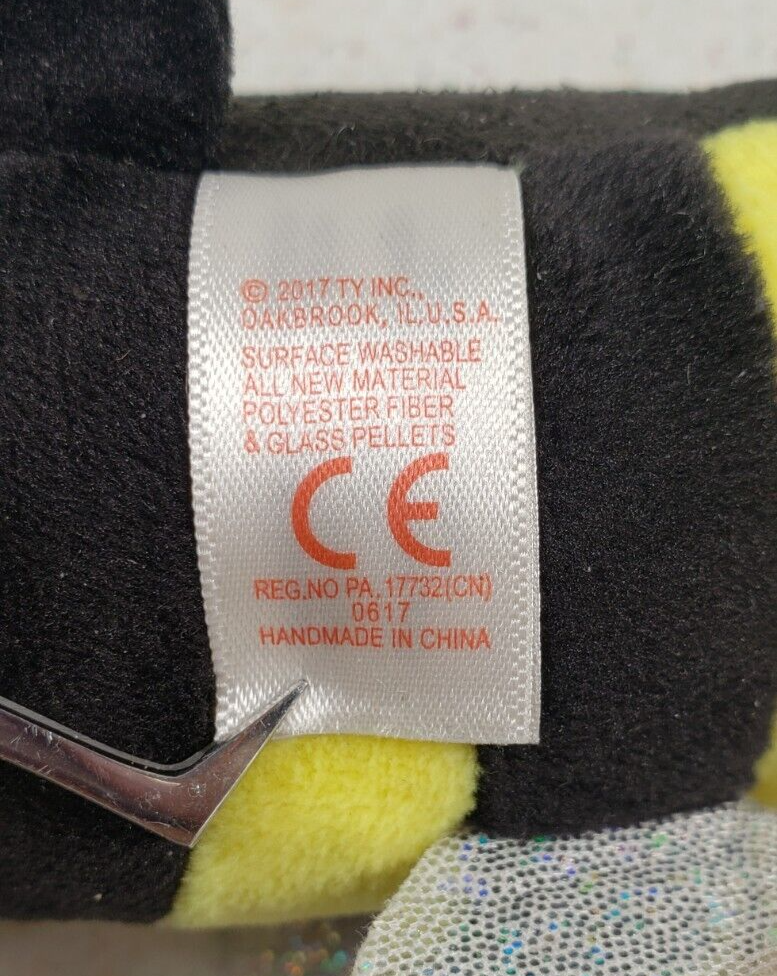 © 2017 TY INC.,
OAKBROOK, IL.U.S.A.
SURFACE WASHABLE
ALL NEW MATERIAL
POLYESTER FIBER
& GLASS PELLETS
CE
REG.NO PA. 17732(CN)
0617
HANDMADE IN CHINA